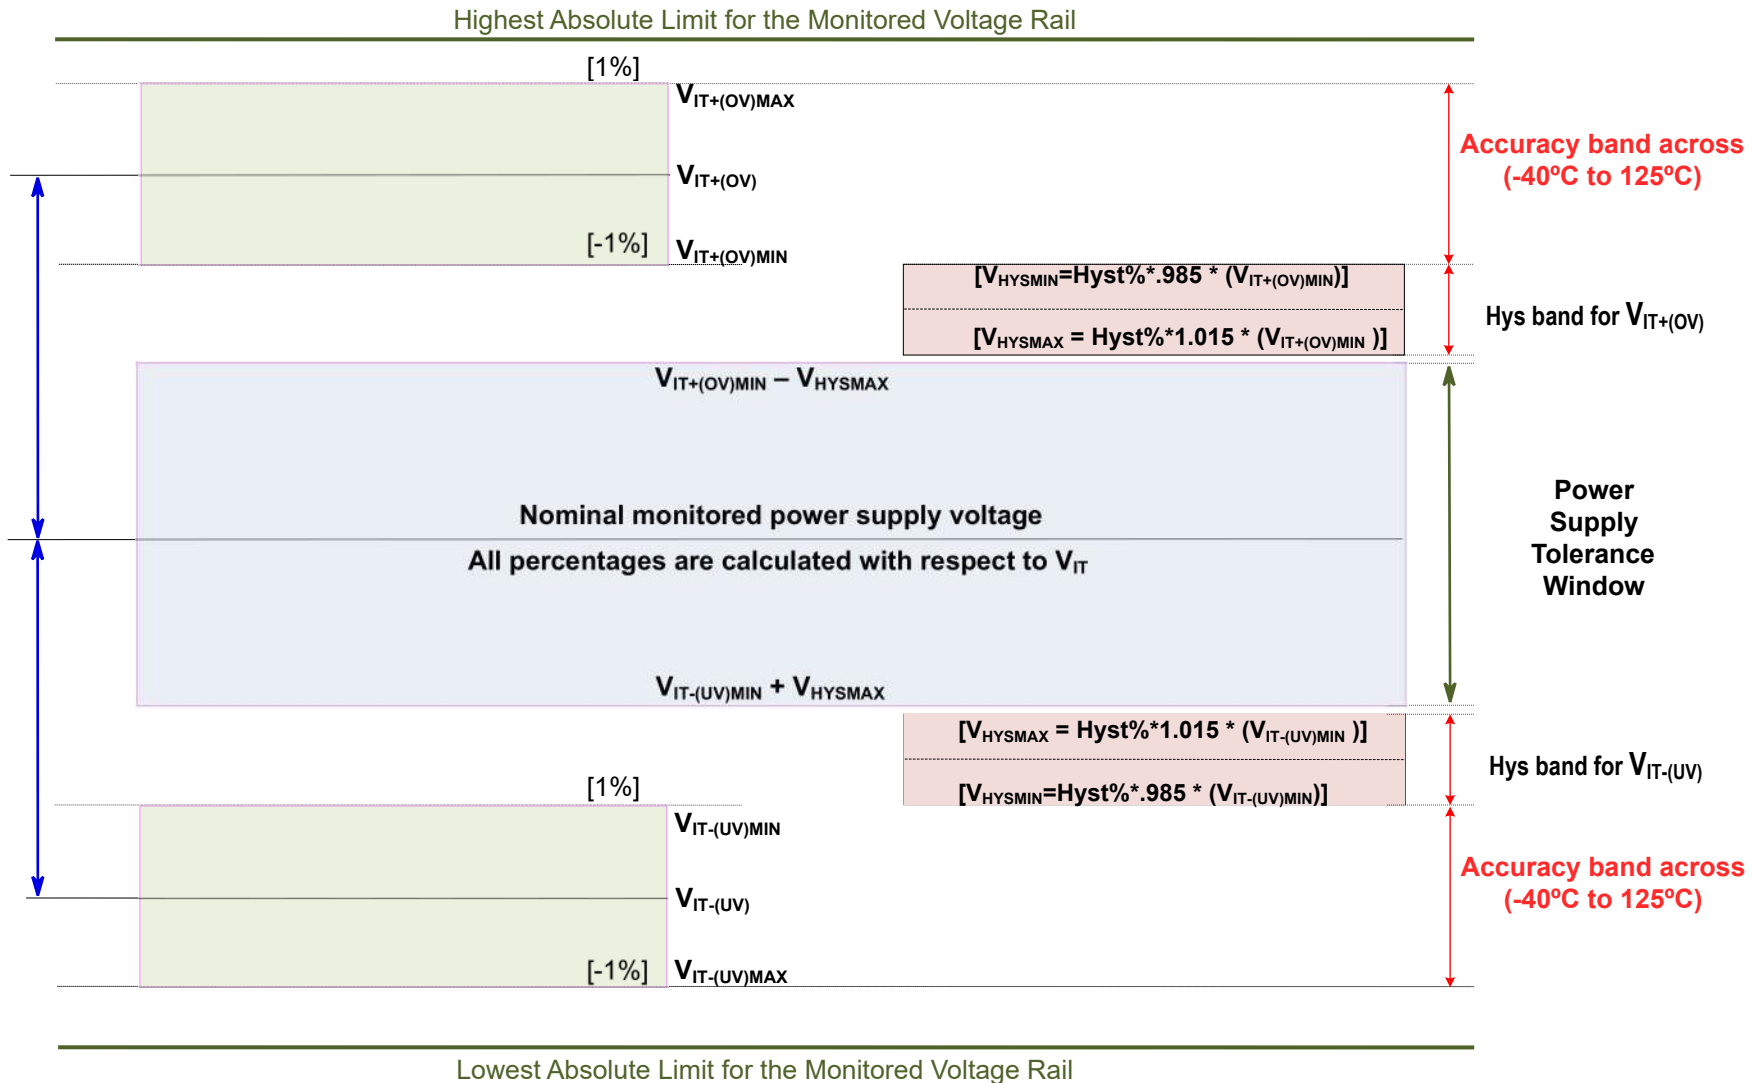 Highest Absolute Limit for the Monitored Voltage Rail
[1%]
VIT+(OV)MAX
Accuracy band across
(-40ºC to 125ºC)
VIT+(OV)
[-1%] VIT+(OV)MIN
[VHYSMIN=Hyst%*.985 * (VIT+(OV)MIN)]
Hys band for VIT+(OV)
[VHYSMAX = Hyst%*1.015 * (VIT+(OV)MIN )]
VIT+(OV)MIN – VHYSMAX
Nominal monitored power supply voltage
All percentages are calculated with respect to VIT
Power
Supply
Tolerance
Window
VIT-(UV)MIN + VHYSMAX
[VHYSMAX = Hyst%*1.015 * (VIT-(UV)MIN )]
Hys band for VIT-(UV)
[VHYSMIN=Hyst%*.985 * (VIT-(UV)MIN)]
[1%]
VIT-(UV)MIN
Accuracy band across
(-40ºC to 125ºC)
VIT-(UV)
[-1%] VIT-(UV)MAX
Lowest Absolute Limit for the Monitored Voltage Rail